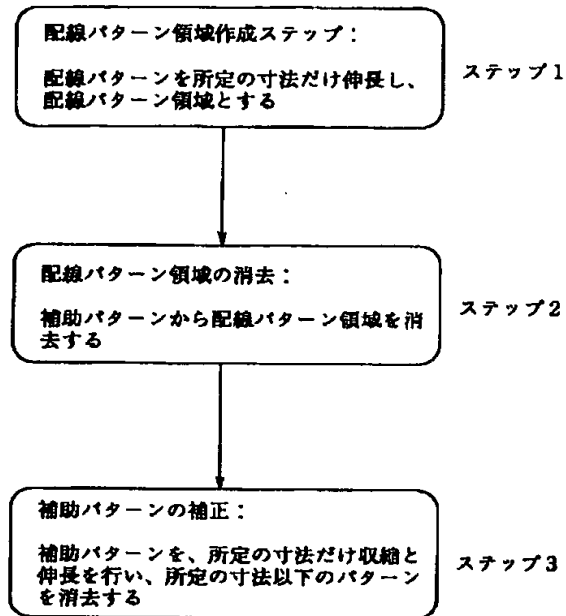 配線パターン領域作成ステップ:
配線パターンを所定の寸法だけ伸長し、
配線パターン領域とする
ステップ1
配線パターン領域の消去:
補助パターンから配線パターン領域を消
去する
ステップ2
補助パターンの補正:
補助パターンを、所定の寸法だけ収縮と
伸長を行い、所定の寸法以下のパターン
を消去する
ステップ3